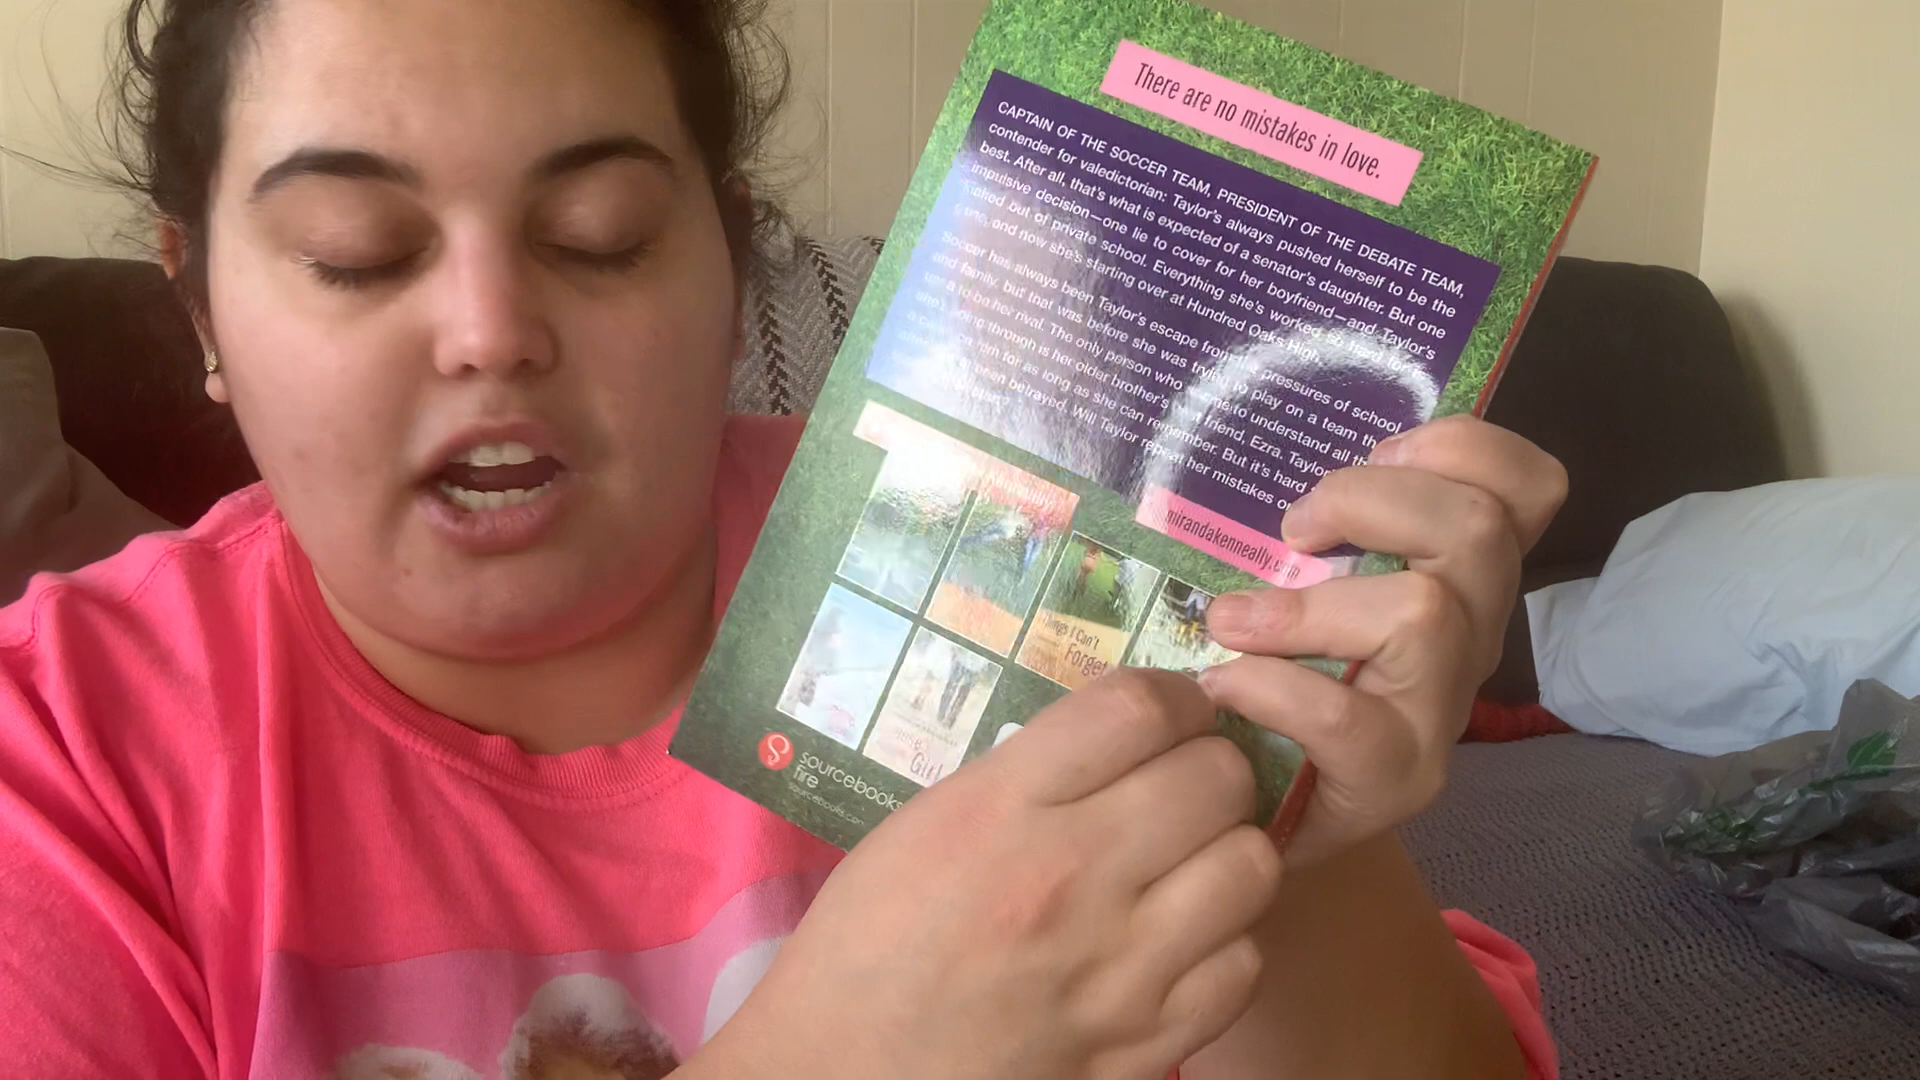 There are no mistakes in love.
CAPTAIN OF THE SOCCER TEAM, PRESIDENT OF THE DEBATE TEAM,
contender for valedictorian: Taylor's always pushed herself to be the
best. After all, that's what is expected of a senator's daughter. But one
impulsive decision—one lie to cover for her boyfriend—and Taylor's
kicked out of private school. Everything she's worked so hard for
gone, and now she's starting over at Hundred Oaks High.
Soccer has always been Taylor's escape from pressures of school
and family, but that was before she was trying to play on a team
to be her rival. The only person who to understand all
she's going through is her older brother's friend, Ezra. Taylor
on him for as long as she can remember. But it's hard
been betrayed. Will Taylor repeat her mistakes
mirandakenneally.com
Things I Can't
Forget
Girl
sourcebooks
fire
sourcebooks.com